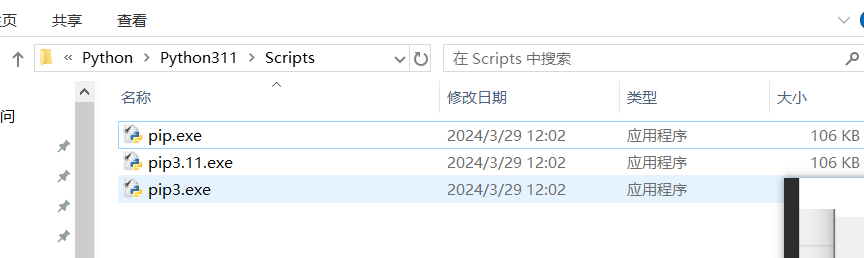 主页 共享 查看
« Python › Python311 › Scripts 在 Scripts 中搜索
名称 修改日期 类型 大小
问
pip.exe 2024/3/29 12:02 应用程序 106 KB
pip3.11.exe 2024/3/29 12:02 应用程序 106 KB
pip3.exe 2024/3/29 12:02 应用程序